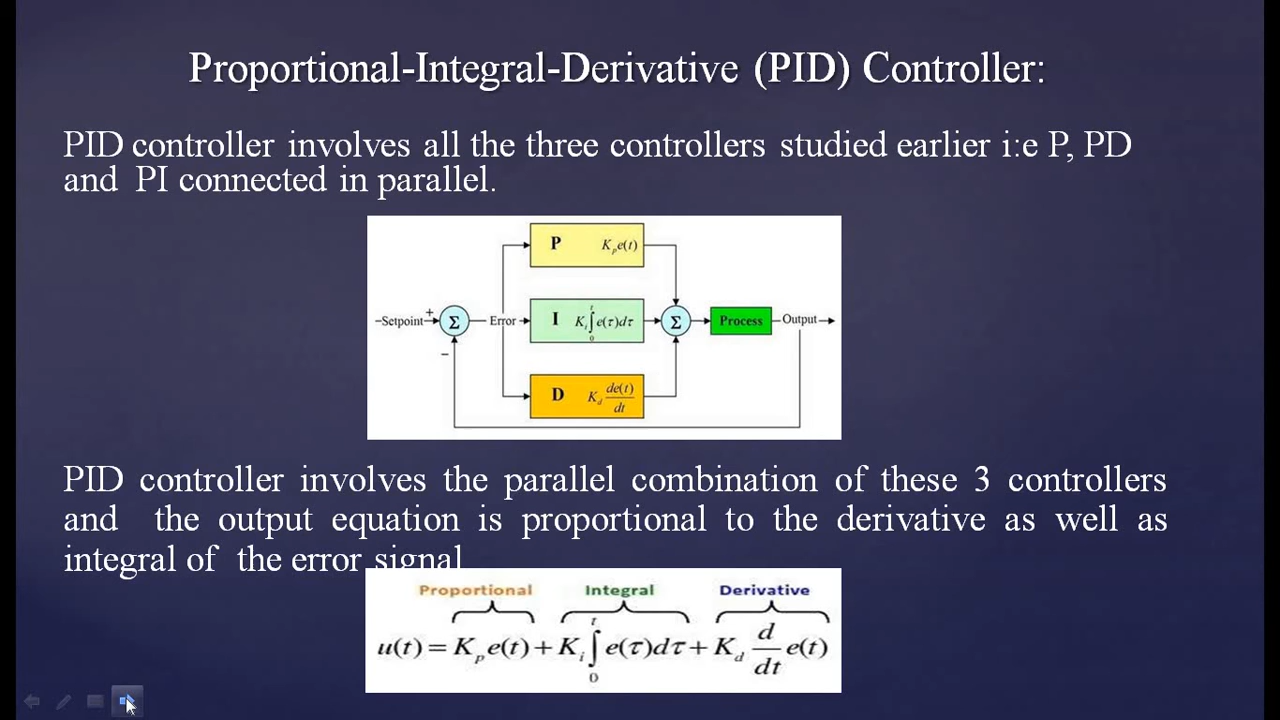 Proportional-Integral-Derivative (PID) Controller:
PID controller involves all the three controllers studied earlier i:e P, PD
and PI connected in parallel.
P K_p e(t)
−Setpoint + Σ Error I K_i ∫_0^t e(τ)dτ Σ Process Output
−
D K_d de(t)/dt
PID controller involves the parallel combination of these 3 controllers
and the output equation is proportional to the derivative as well as
integral of the error signal
Proportional Integral Derivative
u(t) = K_p e(t) + K_i ∫_0^t e(τ)dτ + K_d d/dt e(t)